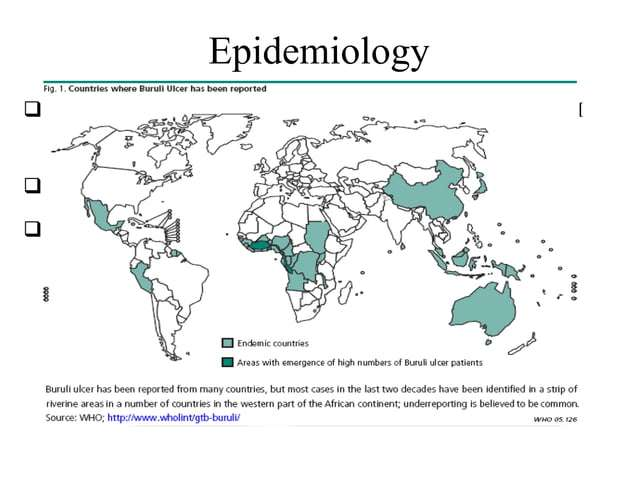 Epidemiology
Fig. 1. Countries where Buruli Ulcer has been reported
Endemic countries
Areas with emergence of high numbers of Buruli ulcer patients
Buruli ulcer has been reported from many countries, but most cases in the last two decades have been identified in a strip of
riverine areas in a number of countries in the western part of the African continent; underreporting is believed to be common.
Source: WHO; http://www.wholint/gtb-buruli/
WHO 05.126